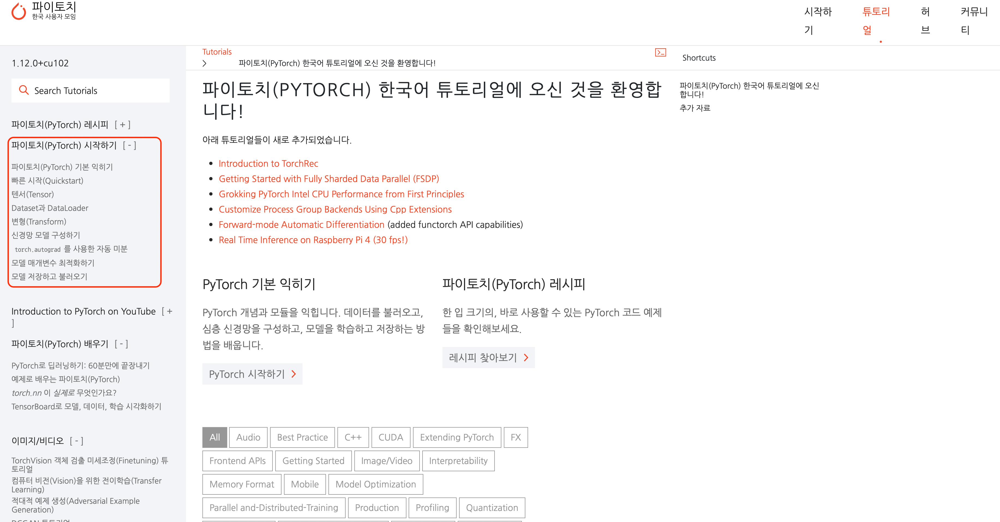 파이토치
한국 사용자 모임
시작하
기
튜토리
얼
허
브
커뮤니
티
1.12.0+cu102
Search Tutorials
파이토치(PyTorch) 레시피 [ + ]
파이토치(PyTorch) 시작하기 [ - ]
파이토치(PyTorch) 기본 익히기
빠른 시작(Quickstart)
텐서(Tensor)
Dataset과 DataLoader
변형(Transform)
신경망 모델 구성하기
torch.autograd 를 사용한 자동 미분
모델 매개변수 최적화하기
모델 저장하고 불러오기
Introduction to PyTorch on YouTube [ +
]
파이토치(PyTorch) 배우기 [ - ]
PyTorch로 딥러닝하기: 60분만에 끝장내기
예제로 배우는 파이토치(PyTorch)
torch.nn 이 실제로 무엇인가요?
TensorBoard로 모델, 데이터, 학습 시각화하기
이미지/비디오 [ - ]
TorchVision 객체 검출 미세조정(Finetuning) 튜
토리얼
컴퓨터 비전(Vision)을 위한 전이학습(Transfer
Learning)
적대적 예제 생성(Adversarial Example
Generation)
Tutorials
>
파이토치(PyTorch) 한국어 튜토리얼에 오신 것을 환영합니다!
파이토치(PYTORCH) 한국어 튜토리얼에 오신 것을 환영합
니다!
아래 튜토리얼들이 새로 추가되었습니다.
Introduction to TorchRec
Getting Started with Fully Sharded Data Parallel (FSDP)
Grokking PyTorch Intel CPU Performance from First Principles
Customize Process Group Backends Using Cpp Extensions
Forward-mode Automatic Differentiation (added functorch API capabilities)
Real Time Inference on Raspberry Pi 4 (30 fps!)
PyTorch 기본 익히기
PyTorch 개념과 모듈을 익힙니다. 데이터를 불러오고,
심층 신경망을 구성하고, 모델을 학습하고 저장하는 방
법을 배웁니다.
PyTorch 시작하기 >
파이토치(PyTorch) 레시피
한 입 크기의, 바로 사용할 수 있는 PyTorch 코드 예제
들을 확인해보세요.
레시피 찾아보기 >
All
Audio
Best Practice
C++
CUDA
Extending PyTorch
FX
Frontend APIs
Getting Started
Image/Video
Interpretability
Memory Format
Mobile
Model Optimization
Parallel and-Distributed-Training
Production
Profiling
Quantization
Shortcuts
파이토치(PyTorch) 한국어 튜토리얼에 오신
합니다!
추가 자료